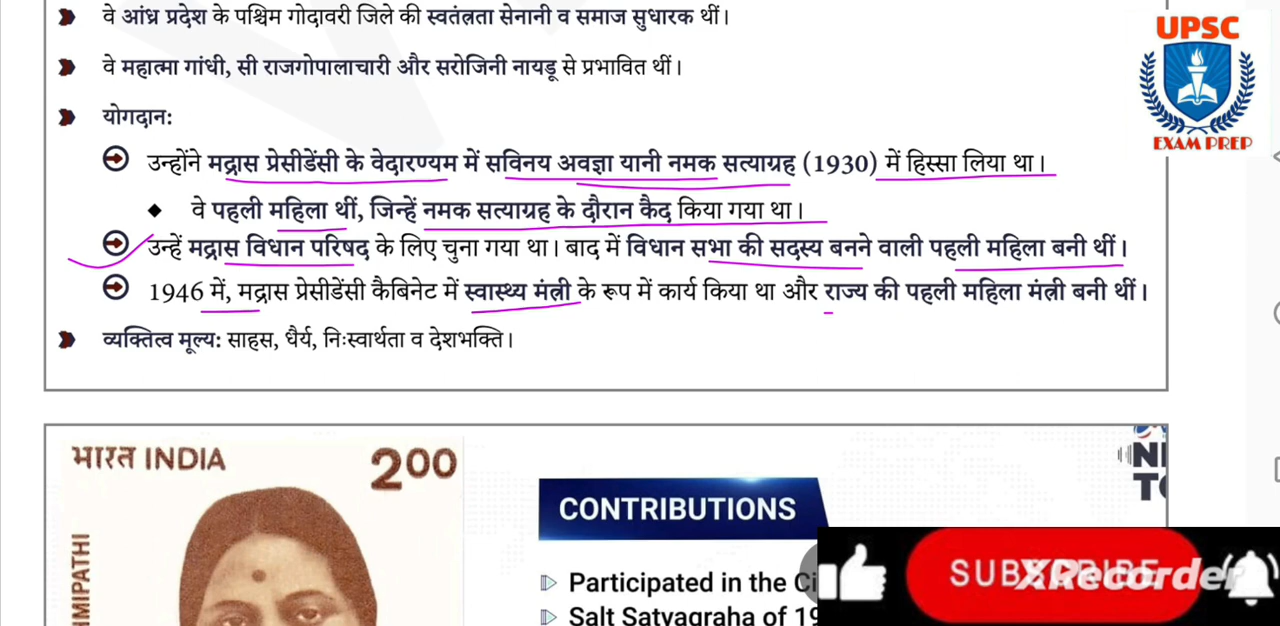 वे आंध्र प्रदेश के पश्चिम गोदावरी जिले की स्वतंत्रता सेनानी व समाज सुधारक थीं।
UPSC
वे महात्मा गांधी, सी राजगोपालाचारी और सरोजिनी नायडू से प्रभावित थीं।
योगदान:
EXAM PREP
उन्होंने मद्रास प्रेसीडेंसी के वेदारण्यम में सविनय अवज्ञा यानी नमक सत्याग्रह (1930) में हिस्सा लिया था।
वे पहली महिला थीं, जिन्हें नमक सत्याग्रह के दौरान कैद किया गया था।
उन्हें मद्रास विधान परिषद के लिए चुना गया था। बाद में विधान सभा की सदस्य बनने वाली पहली महिला बनी थीं।
1946 में, मद्रास प्रेसीडेंसी कैबिनेट में स्वास्थ्य मंत्री के रूप में कार्य किया था और राज्य की पहली महिला मंत्री बनी थीं।
व्यक्तित्व मूल्य: साहस, धैर्य, निःस्वार्थता व देशभक्ति।
भारत INDIA 200
MIPATHI
CONTRIBUTIONS
Participated in the
Salt Satyagraha of
SUBSCRIBE
XRecorder